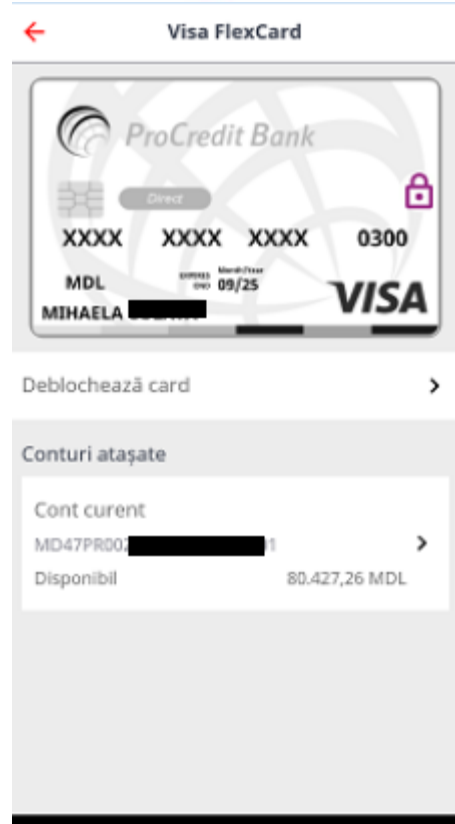 Visa FlexCard
ProCredit Bank
Direct
XXXX XXXX XXXX 0300
Month/Year
MDL EXPIRES END 09/25
VISA
MIHAELA
Deblochează card
Conturi atașate
Cont curent
MD47PR002
Disponibil 80.427,26 MDL